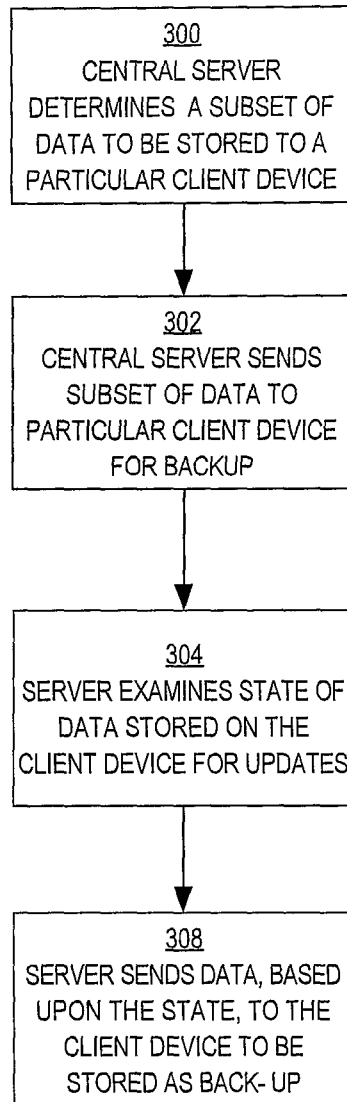 300
CENTRAL SERVER
DETERMINES A SUBSET OF
DATA TO BE STORED TO A
PARTICULAR CLIENT DEVICE
302
CENTRAL SERVER SENDS
SUBSET OF DATA TO
PARTICULAR CLIENT DEVICE
FOR BACKUP
304
SERVER EXAMINES STATE OF
DATA STORED ON THE
CLIENT DEVICE FOR UPDATES
308
SERVER SENDS DATA, BASED
UPON THE STATE, TO THE
CLIENT DEVICE TO BE
STORED AS BACK- UP